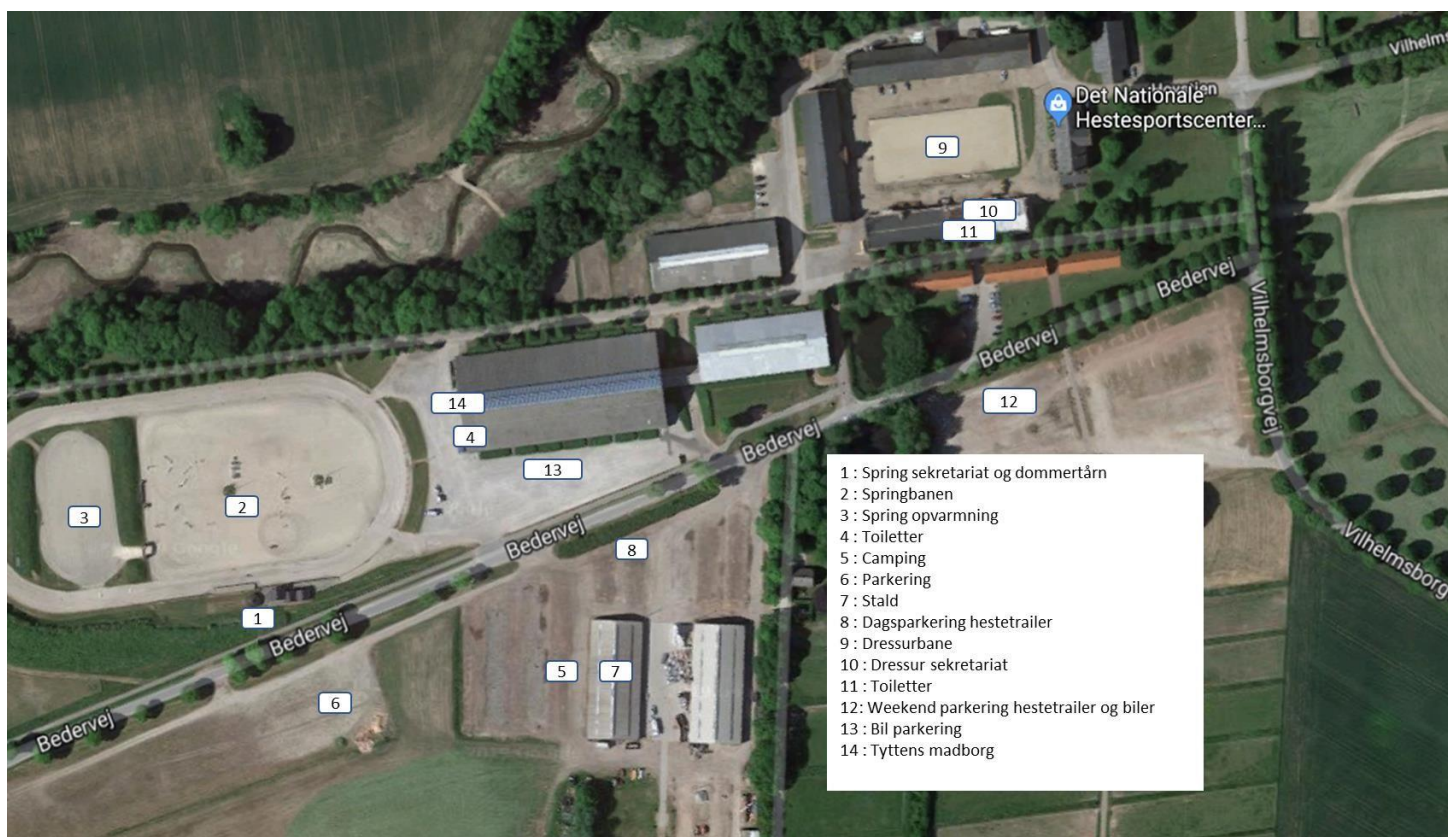 Vilhelms
Høvstien
Det Nationale
Hestesportscenter...
9
10
11
Bedervej
Vilhelmsborgvej
Bedervej
12
14
4
Bedervej
13
3
2
Google
Bedervej
8
Vilhelmsborg
1
Bedervej
5
7
6
Bedervej
1 : Spring sekretariat og dommertårn
2 : Springbanen
3 : Spring opvarmning
4 : Toiletter
5 : Camping
6 : Parkering
7 : Stald
8 : Dagsparkering hestetrailer
9 : Dressurbane
10 : Dressur sekretariat
11 : Toiletter
12: Weekend parkering hestetrailer og biler
13 : Bil parkering
14 : Tyttens madborg